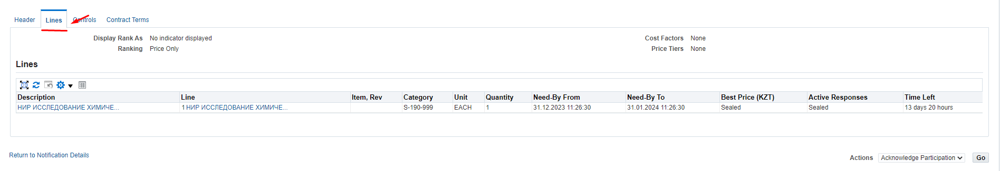 Header Lines Controls Contract Terms
Display Rank As No indicator displayed Cost Factors None
Ranking Price Only Price Tiers None
Lines
Description Line Item, Rev Category Unit Quantity Need-By From Need-By To Best Price (KZT) Active Responses Time Left
НИР ИССЛЕДОВАНИЕ ХИМИЧЕ... 1 НИР ИССЛЕДОВАНИЕ ХИМИЧЕ... S-190-999 EACH 1 31.12.2023 11:26:30 31.01.2024 11:26:30 Sealed Sealed 13 days 20 hours
Return to Notification Details
Actions Acknowledge Participation Go